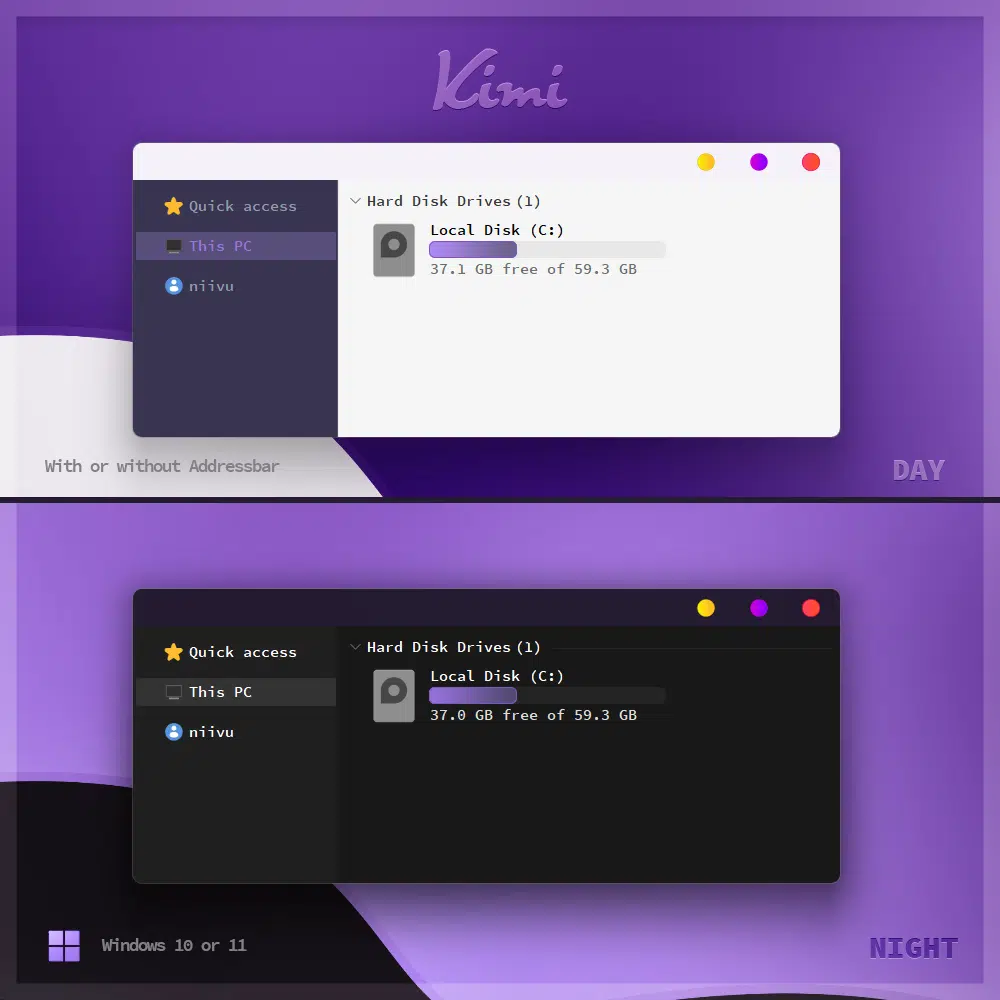 Kimi
Quick access
This PC
niivu
Hard Disk Drives (1)
Local Disk (C:)
37.1 GB free of 59.3 GB
With or without Addressbar
DAY
Quick access
This PC
niivu
Hard Disk Drives (1)
Local Disk (C:)
37.0 GB free of 59.3 GB
Windows 10 or 11
NIGHT